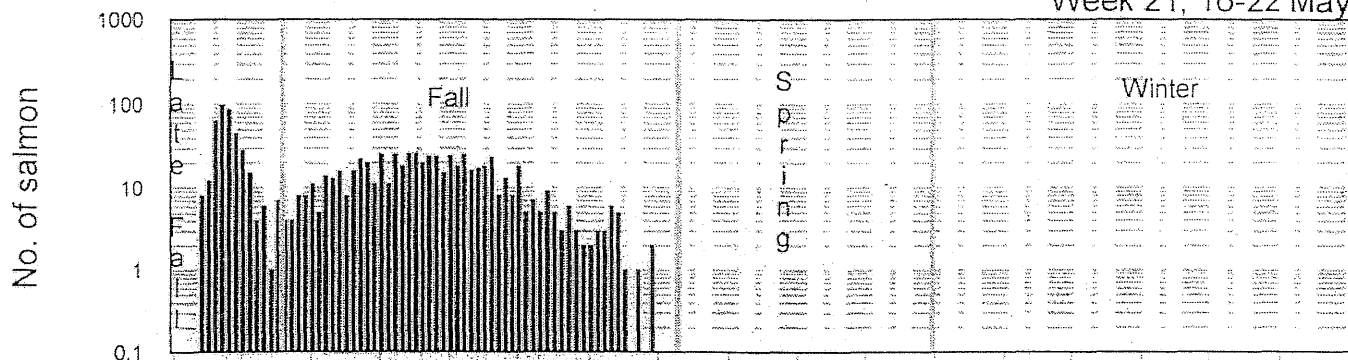 Week 21, 16-22 May
1000
100
10
1
0.1
No. of salmon
Late Fall
Fall
Spring
Winter